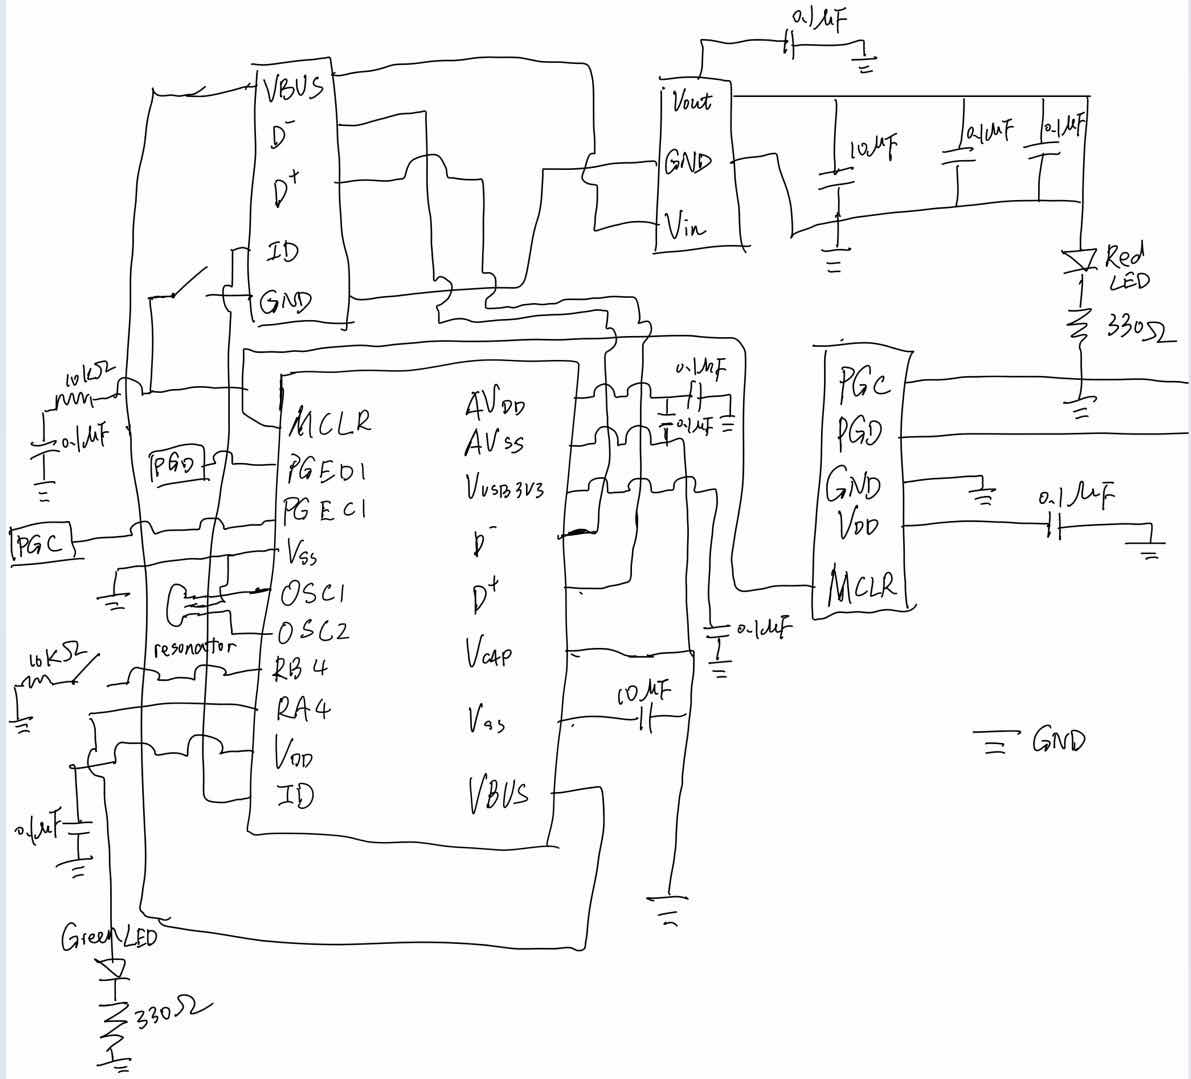 0.1µF
VBUS
D⁻
D⁺
ID
GND
Vout
GND
Vin
10µF
0.1µF
0.1µF
Red
LED
330Ω
10KΩ
0.1µF
PGD
PGC
MCLR
PGED1
PGEC1
Vss
OSC1
OSC2
RB4
RA4
VDD
ID
AVDD
AVSS
VUSB3V3
D⁻
D⁺
VCAP
Vss
VBUS
0.1µF
0.1µF
0.1µF
10µF
resonator
10KΩ
0.1µF
Green LED
330Ω
PGC
PGD
GND
VDD
MCLR
0.1µF
GND